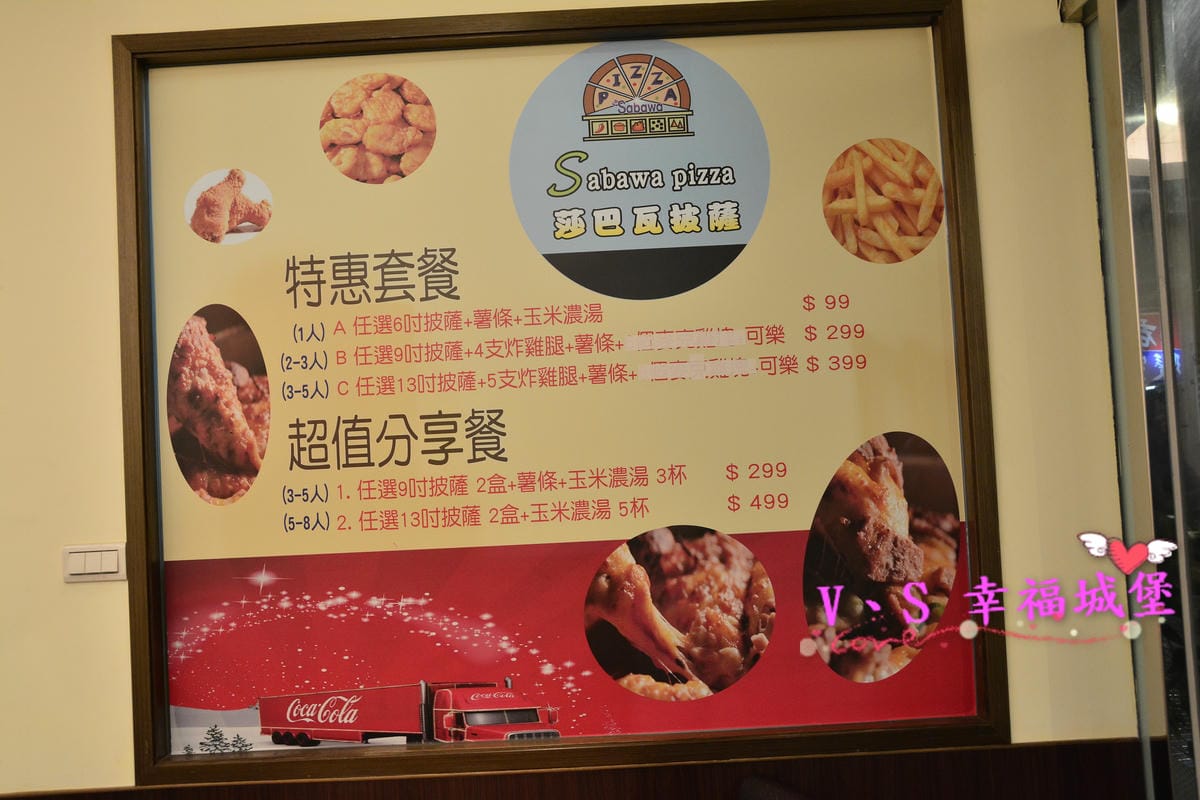 PIZZA
Sabawa
Sabawa pizza
莎巴瓦披薩
特惠套餐
(1人) A 任選6吋披薩+薯條+玉米濃湯 $ 99
(2-3人) B 任選9吋披薩+4支炸雞腿+薯條+ 可樂 $ 299
(3-5人) C 任選13吋披薩+5支炸雞腿+薯條+ 可樂 $ 399
超值分享餐
(3-5人) 1. 任選9吋披薩 2盒+薯條+玉米濃湯 3杯 $ 299
(5-8人) 2. 任選13吋披薩 2盒+玉米濃湯 5杯 $ 499
Coca-Cola
Coca-Cola
V、S 幸福城堡
Love